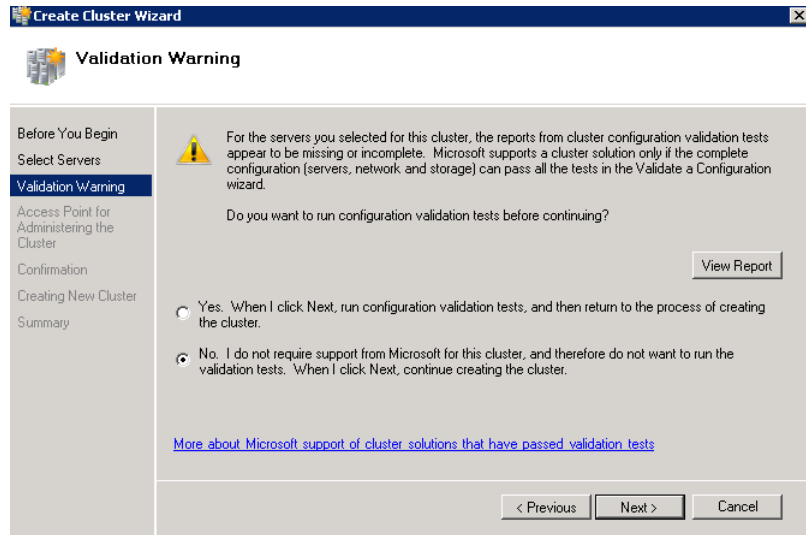 Create Cluster Wizard
Validation Warning
Before You Begin
Select Servers
Validation Warning
Access Point for
Administering the
Cluster
Confirmation
Creating New Cluster
Summary
For the servers you selected for this cluster, the reports from cluster configuration validation tests
appear to be missing or incomplete. Microsoft supports a cluster solution only if the complete
configuration (servers, network and storage) can pass all the tests in the Validate a Configuration
wizard.
Do you want to run configuration validation tests before continuing?
View Report
Yes. When I click Next, run configuration validation tests, and then return to the process of creating
the cluster.
No. I do not require support from Microsoft for this cluster, and therefore do not want to run the
validation tests. When I click Next, continue creating the cluster.
More about Microsoft support of cluster solutions that have passed validation tests
< Previous
Next >
Cancel